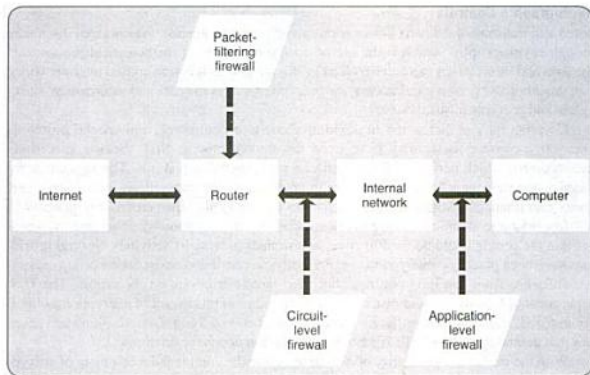 Packet-
filtering
firewall
Internet
Router
Internal
network
Computer
Circuit-
level
firewall
Application-
level
firewall